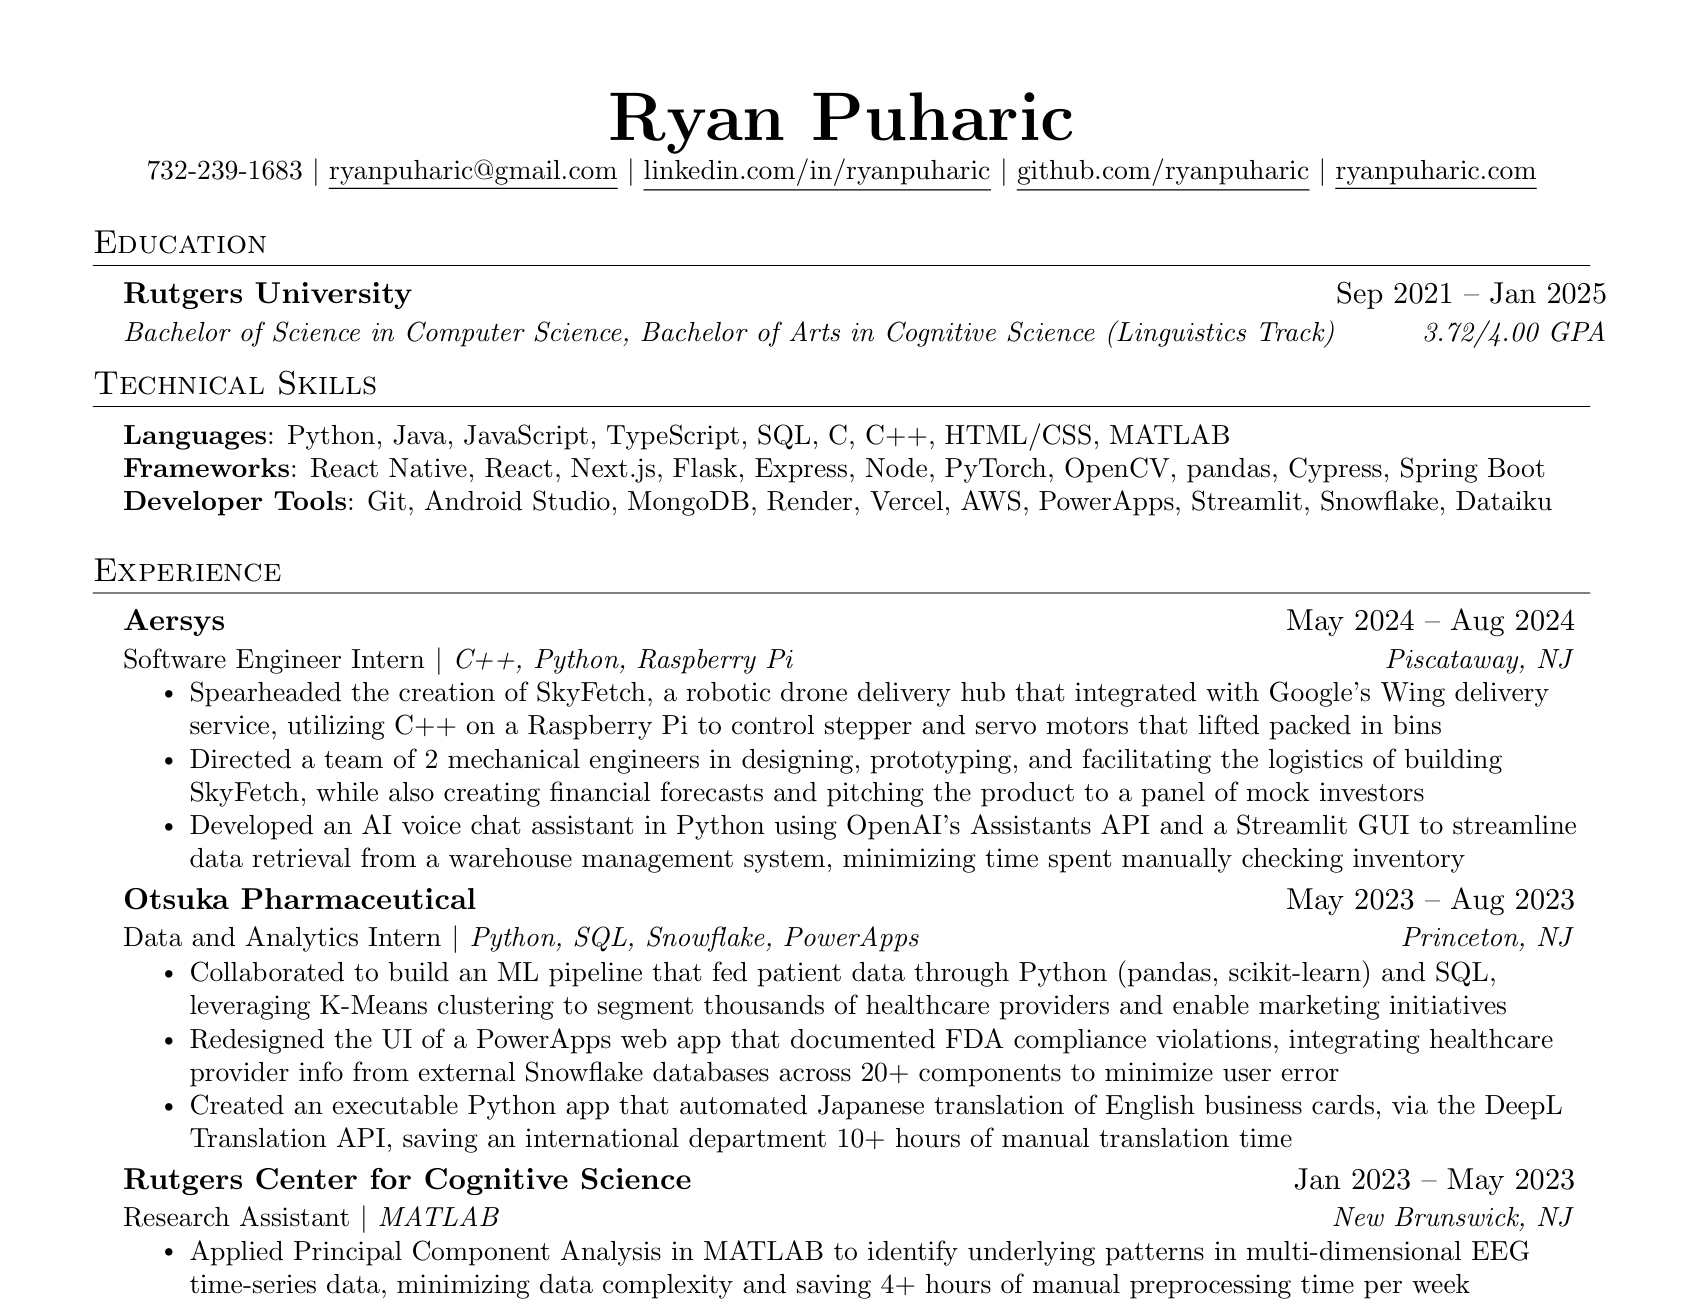 Ryan Puharic
732-239-1683 | ryanpuharic@gmail.com | linkedin.com/in/ryanpuharic | github.com/ryanpuharic | ryanpuharic.com
Education
Rutgers University Sep 2021 – Jan 2025
Bachelor of Science in Computer Science, Bachelor of Arts in Cognitive Science (Linguistics Track) 3.72/4.00 GPA
Technical Skills
Languages: Python, Java, JavaScript, TypeScript, SQL, C, C++, HTML/CSS, MATLAB
Frameworks: React Native, React, Next.js, Flask, Express, Node, PyTorch, OpenCV, pandas, Cypress, Spring Boot
Developer Tools: Git, Android Studio, MongoDB, Render, Vercel, AWS, PowerApps, Streamlit, Snowflake, Dataiku
Experience
Aersys May 2024 – Aug 2024
Software Engineer Intern | C++, Python, Raspberry Pi Piscataway, NJ
• Spearheaded the creation of SkyFetch, a robotic drone delivery hub that integrated with Google's Wing delivery
service, utilizing C++ on a Raspberry Pi to control stepper and servo motors that lifted packed in bins
• Directed a team of 2 mechanical engineers in designing, prototyping, and facilitating the logistics of building
SkyFetch, while also creating financial forecasts and pitching the product to a panel of mock investors
• Developed an AI voice chat assistant in Python using OpenAI's Assistants API and a Streamlit GUI to streamline
data retrieval from a warehouse management system, minimizing time spent manually checking inventory
Otsuka Pharmaceutical May 2023 – Aug 2023
Data and Analytics Intern | Python, SQL, Snowflake, PowerApps Princeton, NJ
• Collaborated to build an ML pipeline that fed patient data through Python (pandas, scikit-learn) and SQL,
leveraging K-Means clustering to segment thousands of healthcare providers and enable marketing initiatives
• Redesigned the UI of a PowerApps web app that documented FDA compliance violations, integrating healthcare
provider info from external Snowflake databases across 20+ components to minimize user error
• Created an executable Python app that automated Japanese translation of English business cards, via the DeepL
Translation API, saving an international department 10+ hours of manual translation time
Rutgers Center for Cognitive Science Jan 2023 – May 2023
Research Assistant | MATLAB New Brunswick, NJ
• Applied Principal Component Analysis in MATLAB to identify underlying patterns in multi-dimensional EEG
time-series data, minimizing data complexity and saving 4+ hours of manual preprocessing time per week